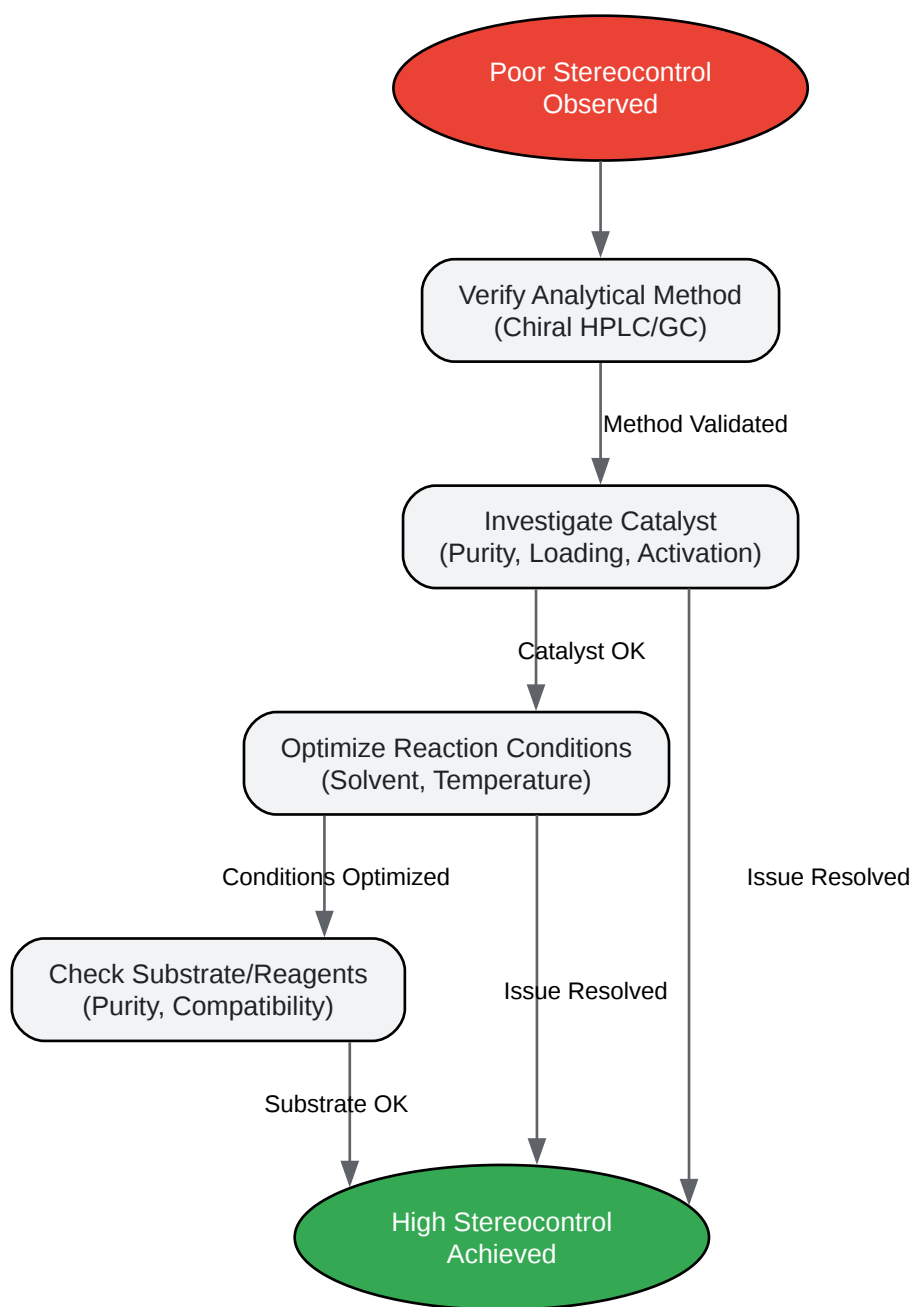 Poor Stereocontrol
Observed
Verify Analytical Method
(Chiral HPLC/GC)
Method Validated
Investigate Catalyst
(Purity, Loading, Activation)
Catalyst OK
Optimize Reaction Conditions
(Solvent, Temperature)
Conditions Optimized
Issue Resolved
Check Substrate/Reagents
(Purity, Compatibility)
Issue Resolved
Substrate OK
High Stereocontrol
Achieved